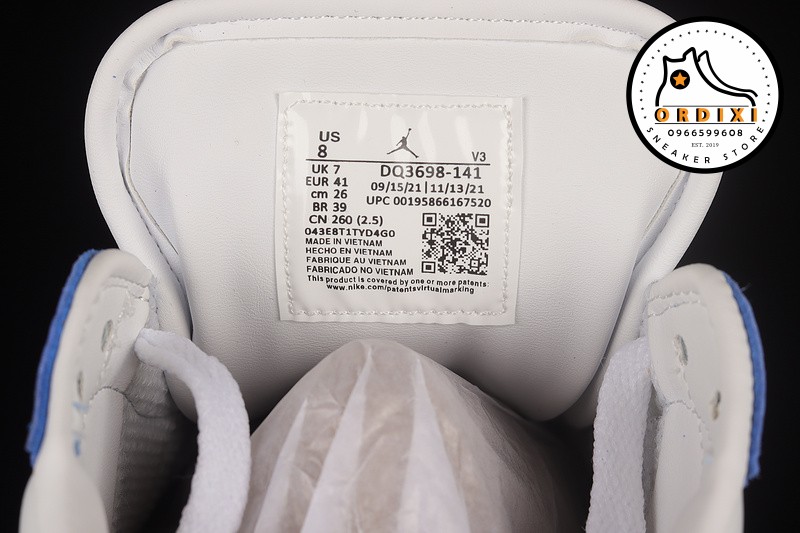 US
8
V3
UK 7
EUR 41
cm 26
BR 39
CN 260 (2.5)
DQ3698-141
09/15/21 | 11/13/21
UPC 00195866167520
043E8T1TYD4G0
MADE IN VIETNAM
HECHO EN VIETNAM
FABRIQUE AU VIETNAM
FABRICADO NO VIETNAM
This product is covered by one or more patents:
www.nike.com/patentsvirtualmarking
ORDIXI
0966599608
EST. 2019
SNEAKER STORE